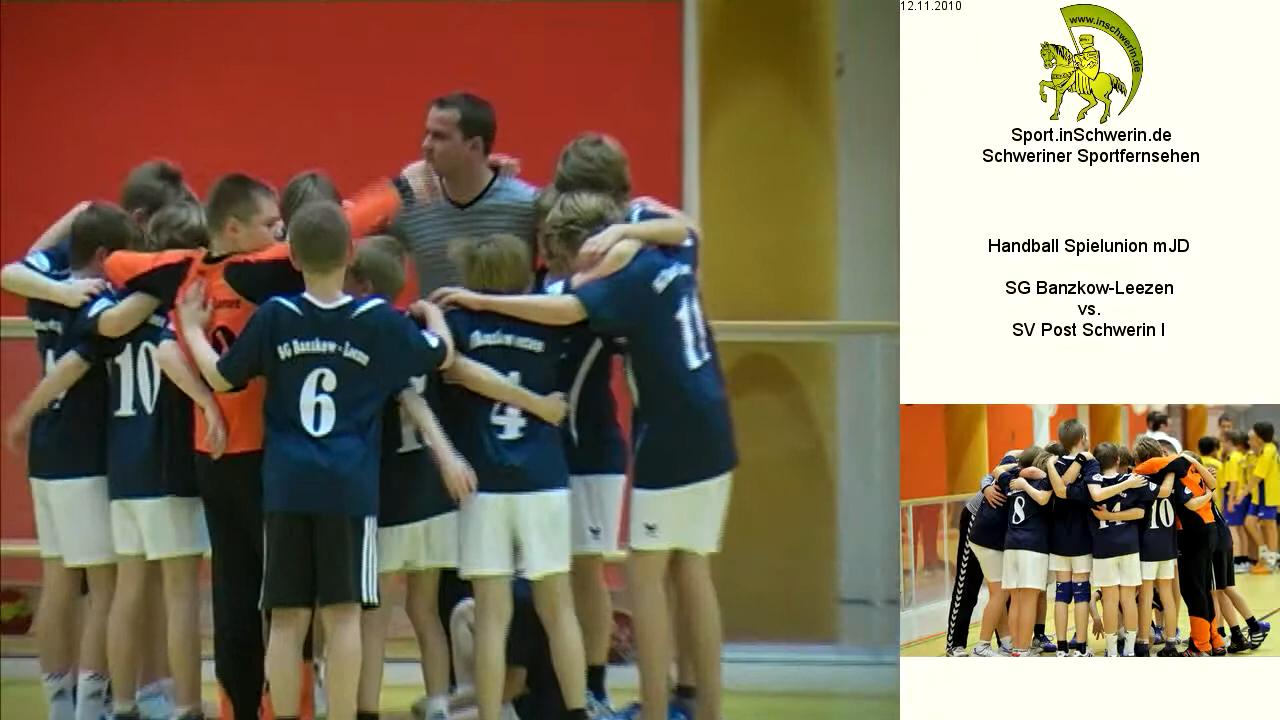 12.11.2010
www.inschwerin.de
Sport.inSchwerin.de
Schweriner Sportfernsehen
Handball Spielunion mJD
SG Banzkow-Leezen
vs.
SV Post Schwerin I
SG Banzkow - Leezen
6
10
4
8
14
10